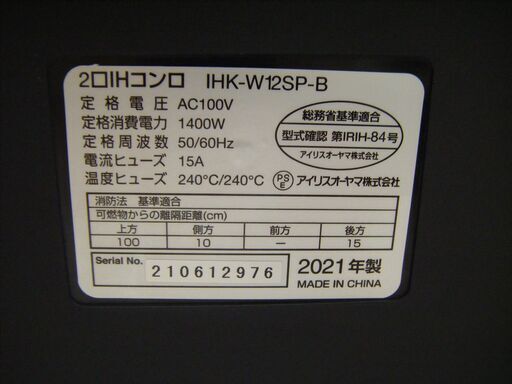 2口IHコンロ IHK-W12SP-B
定格電圧 AC100V
定格消費電力 1400W
定格周波数 50/60Hz
電流ヒューズ 15A
温度ヒューズ 240℃/240℃
総務省基準適合
型式確認 第IRIH-84号
アイリスオーヤマ株式会社
PSE アイリスオーヤマ株式会社
消防法 基準適合
可燃物からの離隔距離(cm)
上方 側方 前方 後方
100 10 ー 15
Serial No. 210612976
2021年製
MADE IN CHINA